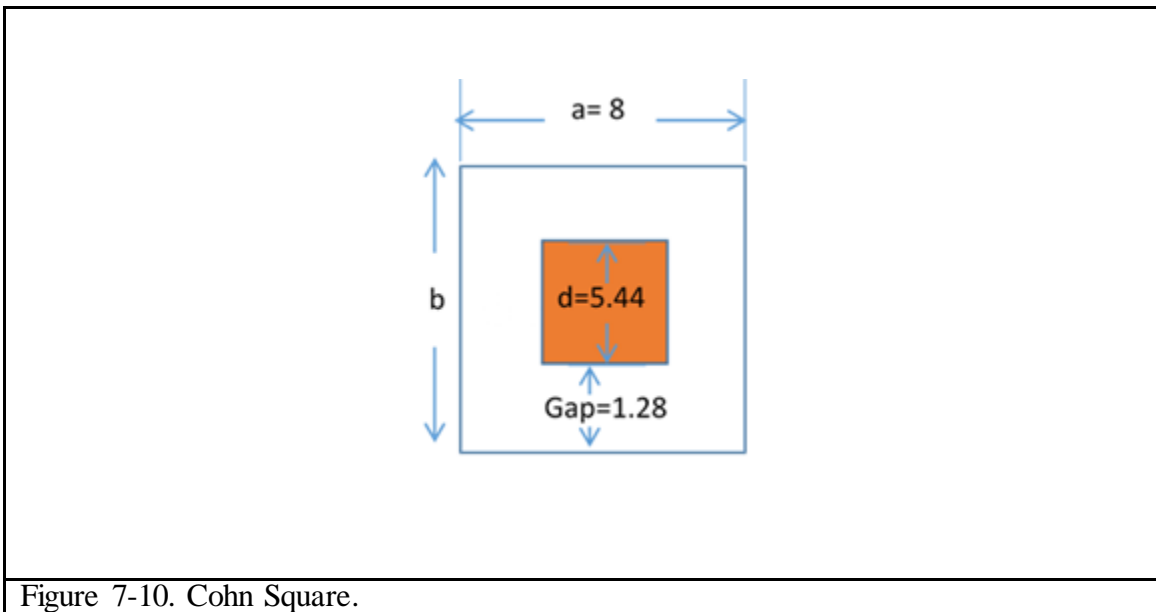 a= 8
b
d=5.44
Gap=1.28
Figure 7-10. Cohn Square.